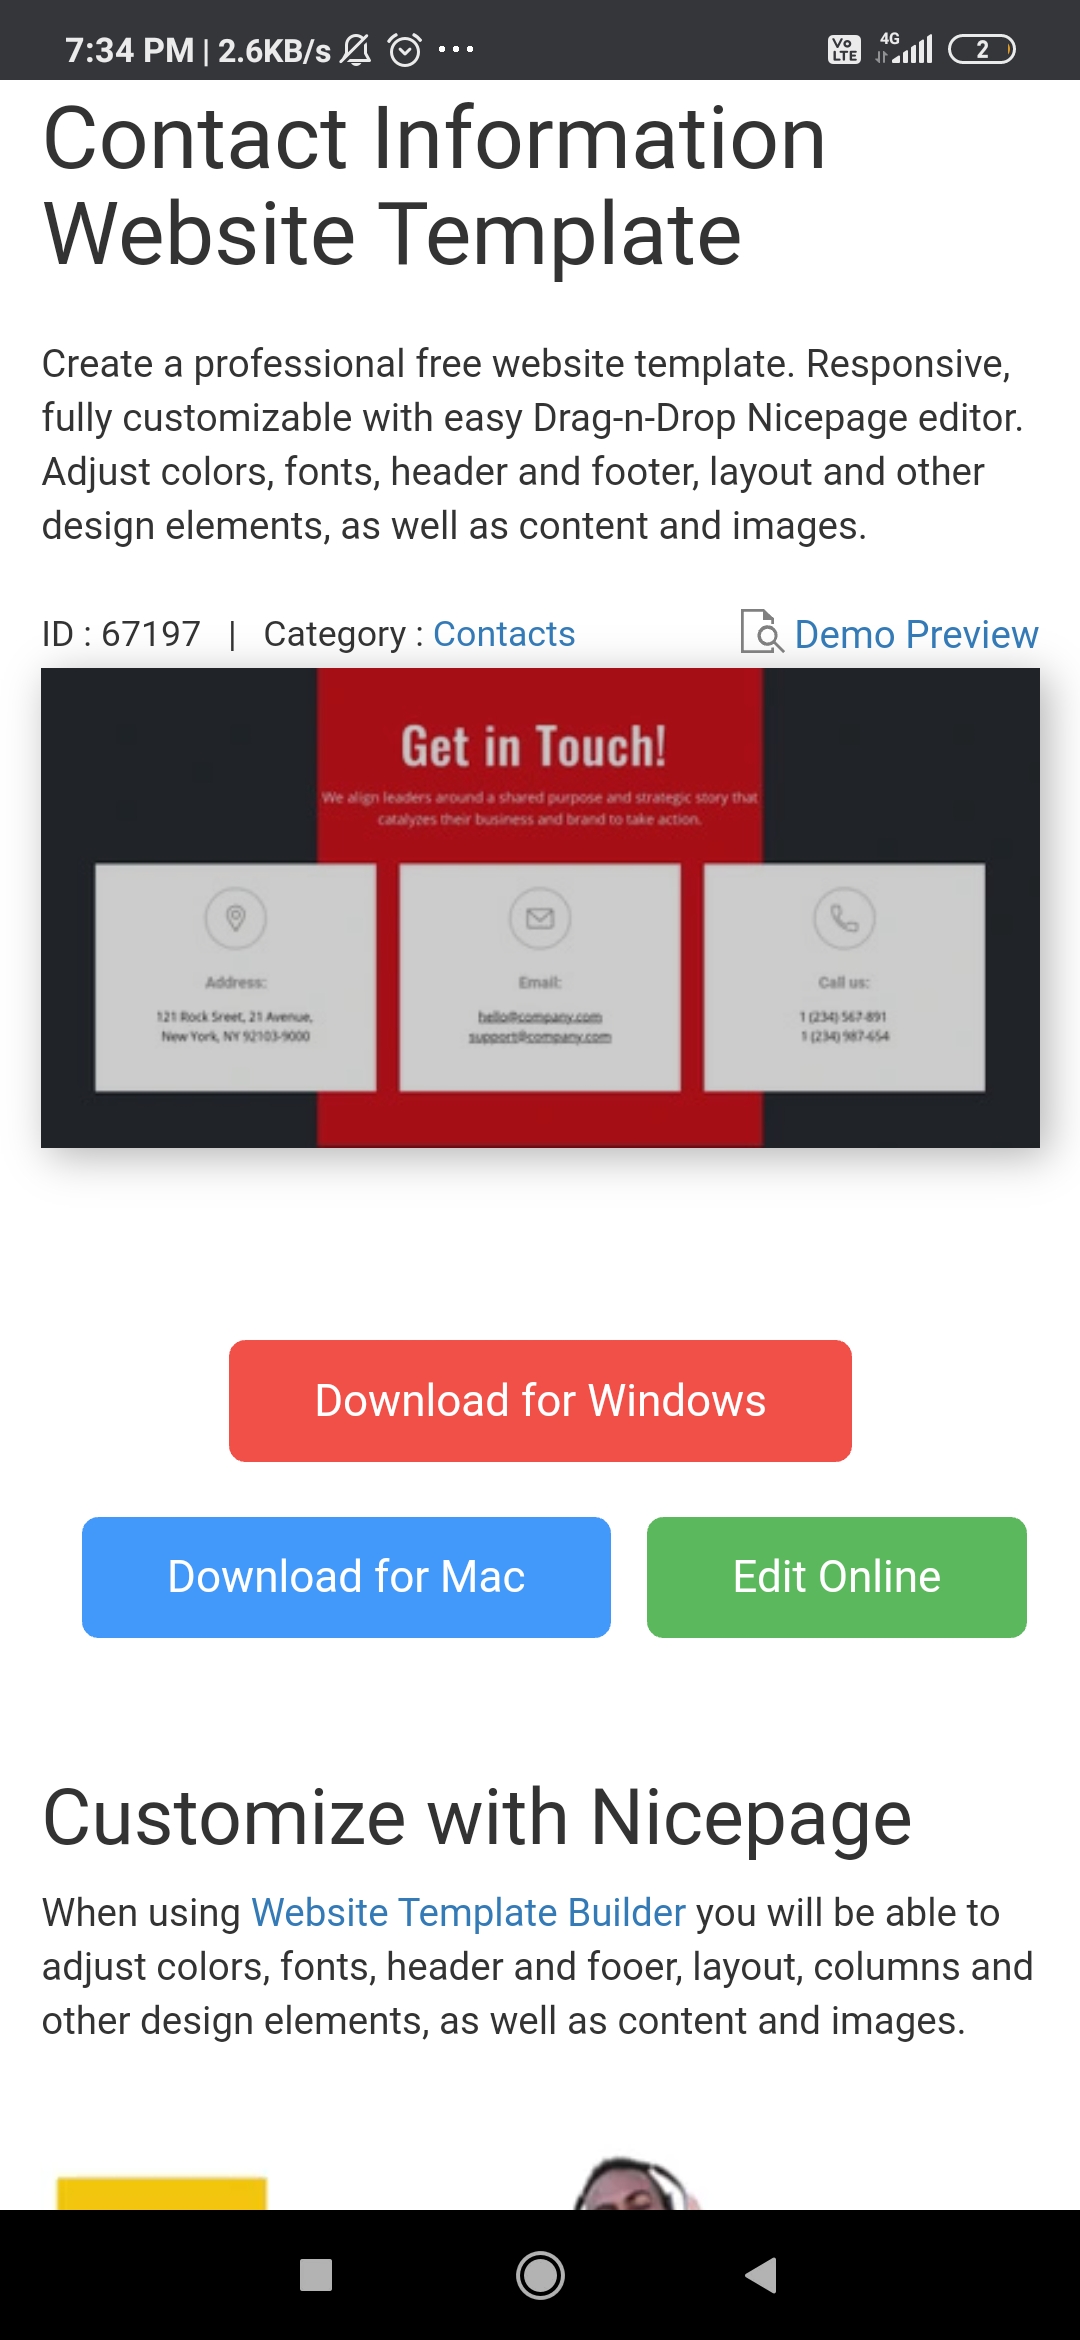 7:34 PM | 2.6KB/s
Vo LTE 4G 2
Contact Information
Website Template
Create a professional free website template. Responsive,
fully customizable with easy Drag-n-Drop Nicepage editor.
Adjust colors, fonts, header and footer, layout and other
design elements, as well as content and images.
ID : 67197 | Category : Contacts Demo Preview
Get in Touch!
We align leaders around a shared purpose and strategic story that
catalyzes their business and brand to take action.
Address: Email: Call us:
121 Rock Sreet, 21 Avenue, hello@company.com 1 (234) 567-891
New York, NY 92103-9000 support@company.com 1 (234) 987-654
Download for Windows
Download for Mac Edit Online
Customize with Nicepage
When using Website Template Builder you will be able to
adjust colors, fonts, header and fooer, layout, columns and
other design elements, as well as content and images.